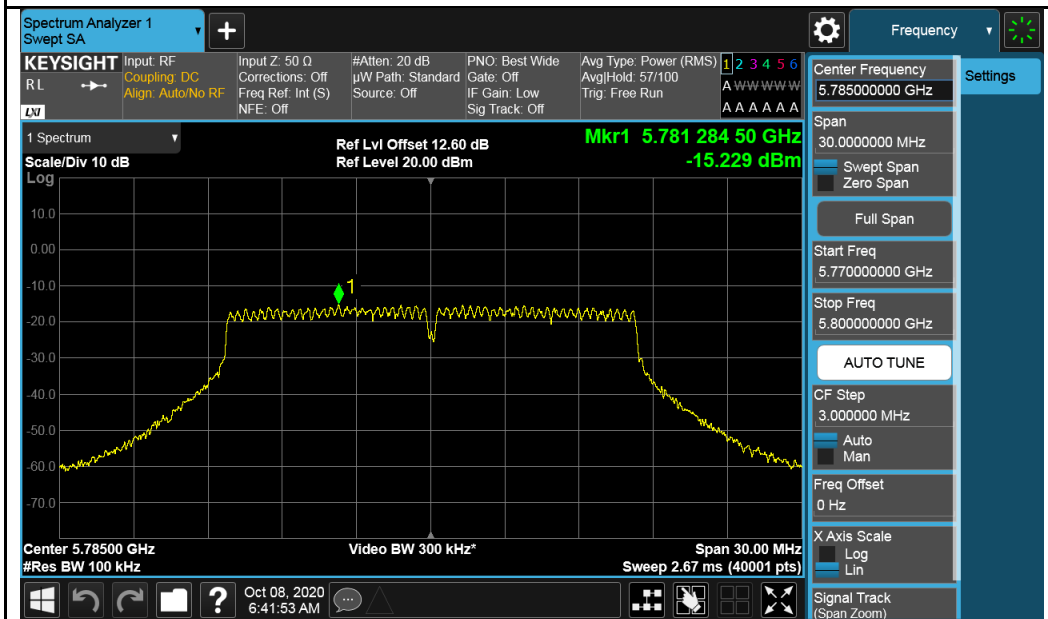 Spectrum Analyzer 1
Swept SA
Frequency
KEYSIGHT
RL
LXI
Input: RF
Coupling: DC
Align: Auto/No RF
Input Z: 50 Ω
Corrections: Off
Freq Ref: Int (S)
NFE: Off
#Atten: 20 dB
µW Path: Standard
Source: Off
PNO: Best Wide
Gate: Off
IF Gain: Low
Sig Track: Off
Avg Type: Power (RMS)
Avg|Hold: 57/100
Trig: Free Run
1 2 3 4 5 6
A W W W W W
A A A A A A
1 Spectrum
Scale/Div 10 dB
Ref Lvl Offset 12.60 dB
Ref Level 20.00 dBm
Mkr1 5.781 284 50 GHz
-15.229 dBm
Log
10.0
0.00
-10.0
-20.0
-30.0
-40.0
-50.0
-60.0
-70.0
1
Center 5.78500 GHz
#Res BW 100 kHz
Video BW 300 kHz*
Span 30.00 MHz
Sweep 2.67 ms (40001 pts)
Center Frequency
5.785000000 GHz
Settings
Span
30.0000000 MHz
Swept Span
Zero Span
Full Span
Start Freq
5.770000000 GHz
Stop Freq
5.800000000 GHz
AUTO TUNE
CF Step
3.000000 MHz
Auto
Man
Freq Offset
0 Hz
X Axis Scale
Log
Lin
Signal Track
(Span Zoom)
Oct 08, 2020
6:41:53 AM